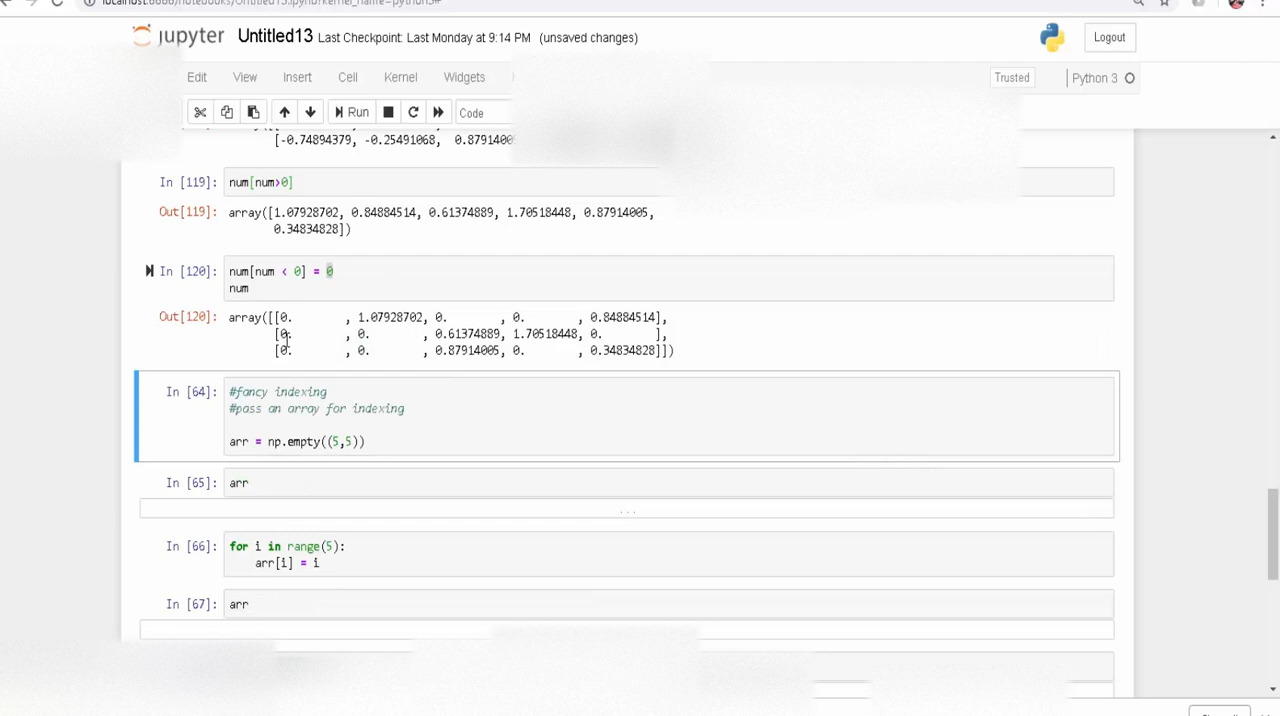 jupyter Untitled13 Last Checkpoint: Last Monday at 9:14 PM (unsaved changes)
Logout
Edit View Insert Cell Kernel Widgets
Trusted Python 3
Run Code
[-0.74894379, -0.25491068,
In [119]: num[num>0]
Out[119]: array([1.07928702, 0.84884514, 0.61374889, 1.70518448, 0.87914005,
0.34834828])
In [120]: num[num < 0] = 0
num
Out[120]: array([[0. , 1.07928702, 0. , 0. , 0.84884514],
[0. , 0. , 0.61374889, 1.70518448, 0. ],
[0. , 0. , 0.87914005, 0. , 0.34834828]])
In [64]: #fancy indexing
#pass an array for indexing
arr = np.empty((5,5))
In [65]: arr
...
In [66]: for i in range(5):
arr[i] = i
In [67]: arr